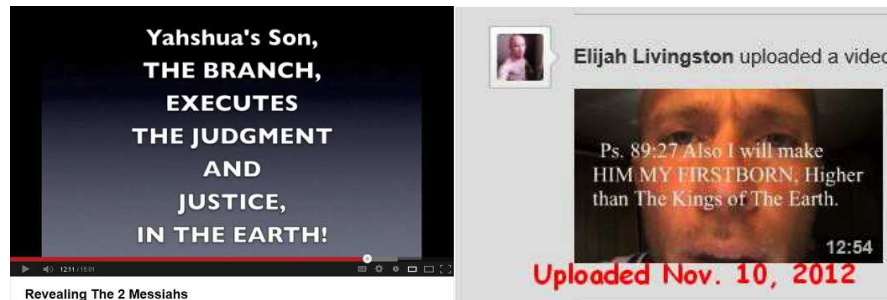 Yahshua's Son,
THE BRANCH,
EXECUTES
THE JUDGMENT
AND
JUSTICE,
IN THE EARTH!
12:11 / 16:01
Revealing The 2 Messiahs
Elijah Livingston uploaded a video
Ps. 89:27 Also I will make
HIM MY FIRSTBORN, Higher
than The Kings of The Earth.
12:54
Uploaded Nov. 10, 2012